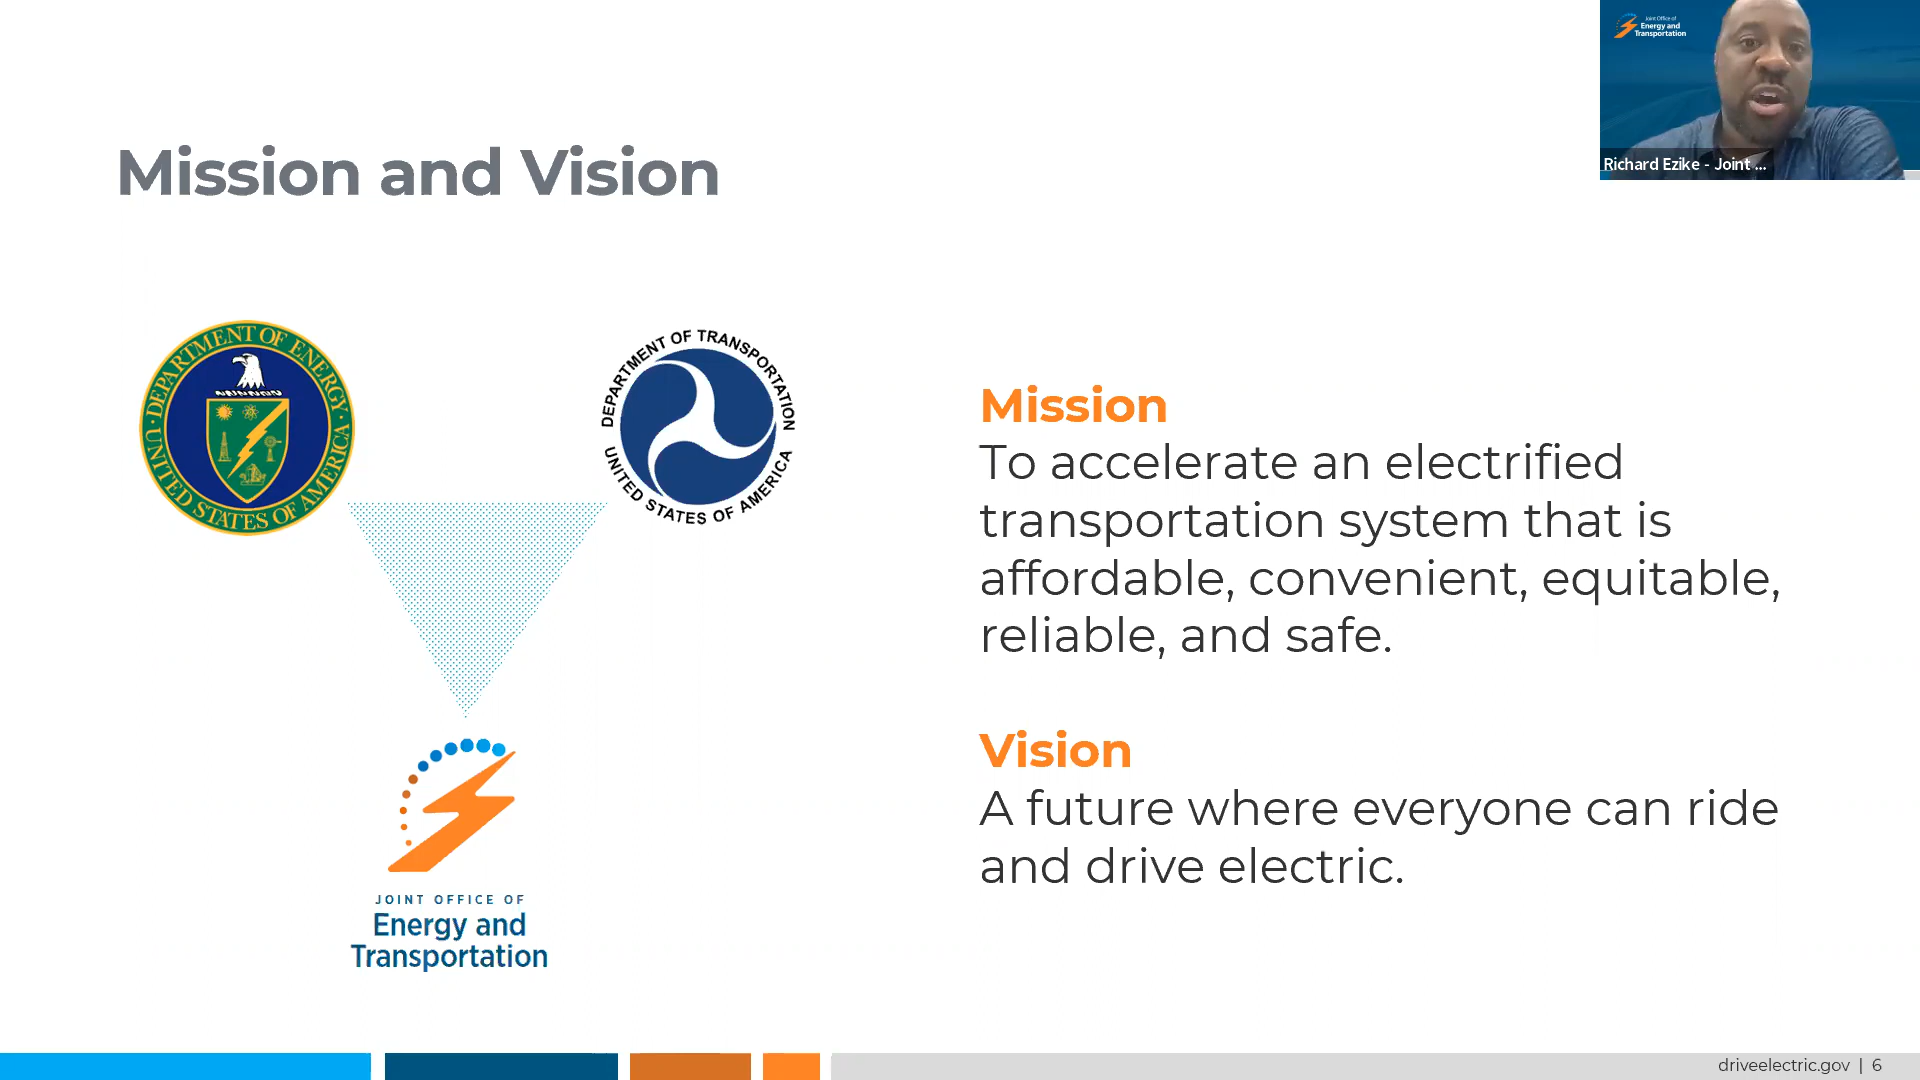 Joint Office of
Energy and
Transportation
Richard Ezike - Joint ...
Mission and Vision
DEPARTMENT OF ENERGY
UNITED STATES OF AMERICA
DEPARTMENT OF TRANSPORTATION
UNITED STATES OF AMERICA
JOINT OFFICE OF
Energy and
Transportation
Mission
To accelerate an electrified
transportation system that is
affordable, convenient, equitable,
reliable, and safe.
Vision
A future where everyone can ride
and drive electric.
driveelectric.gov | 6